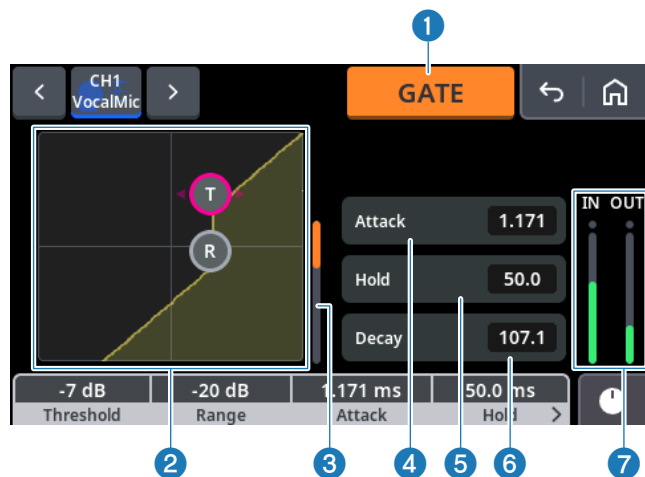 1
CH1
VocalMic
GATE
T
R
IN OUT
Attack 1.171
Hold 50.0
Decay 107.1
-7 dB -20 dB 1.171 ms 50.0 ms
Threshold Range Attack Hold
2 3 4 5 6 7